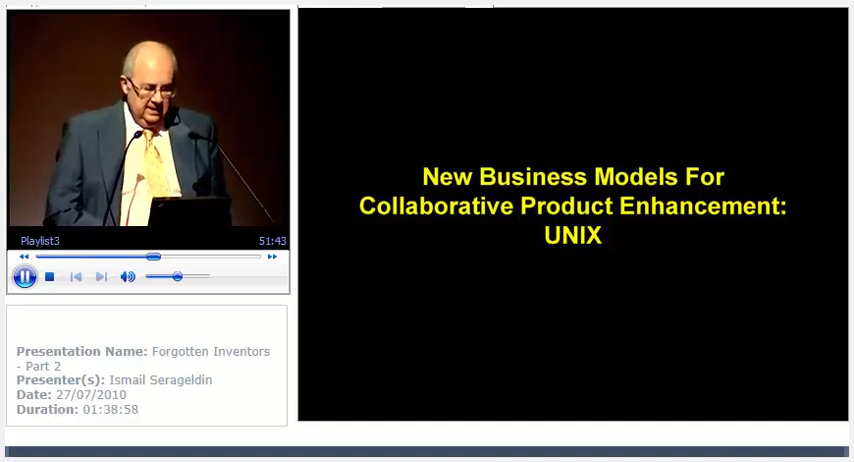 New Business Models For
Collaborative Product Enhancement:
UNIX
Playlist3 51:43
Presentation Name: Forgotten Inventors
- Part 2
Presenter(s): Ismail Serageldin
Date: 27/07/2010
Duration: 01:38:58